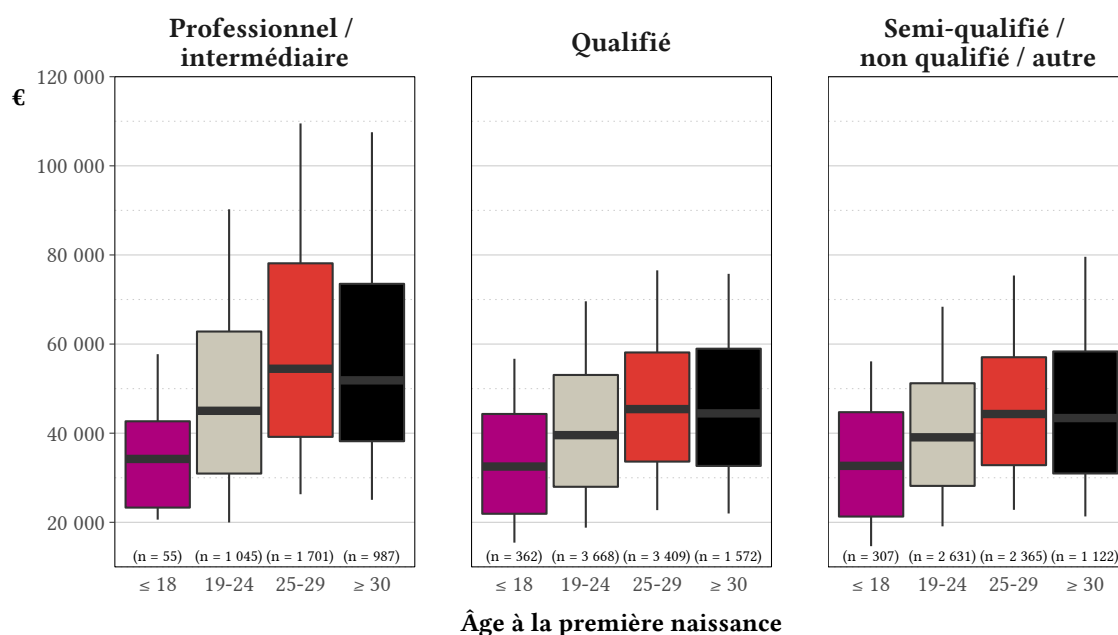 Professionnel /
intermédiaire
Qualifié
Semi-qualifié /
non qualifié / autre
€
120 000
100 000
80 000
60 000
40 000
20 000
(n = 55) (n = 1 045) (n = 1 701) (n = 987)
(n = 362) (n = 3 668) (n = 3 409) (n = 1 572)
(n = 307) (n = 2 631) (n = 2 365) (n = 1 122)
≤ 18 19-24 25-29 ≥ 30
≤ 18 19-24 25-29 ≥ 30
≤ 18 19-24 25-29 ≥ 30
Âge à la première naissance